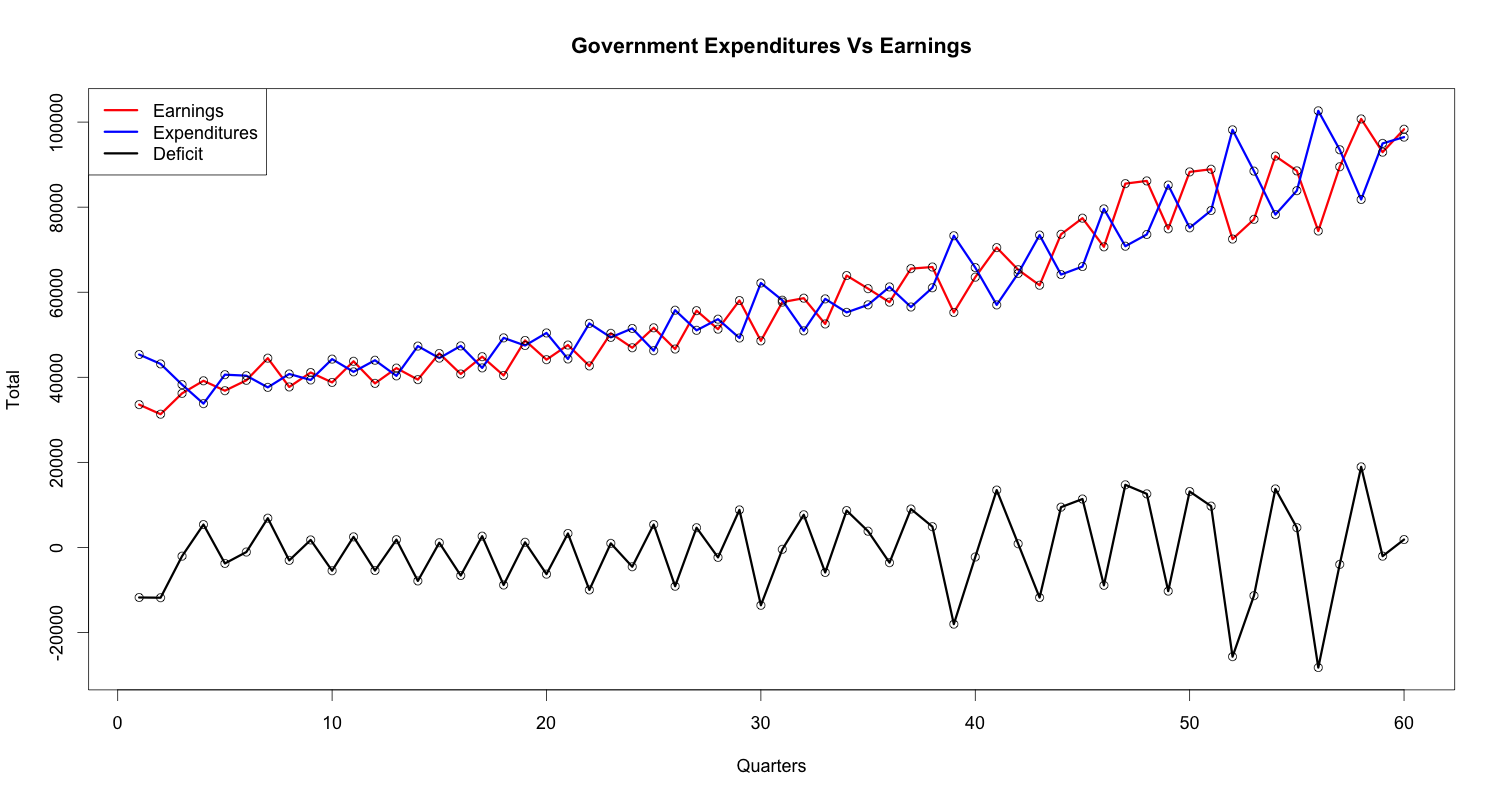 Government Expenditures Vs Earnings
Earnings
Expenditures
Deficit
Total
100000
80000
60000
40000
20000
0
-20000
0 10 20 30 40 50 60
Quarters